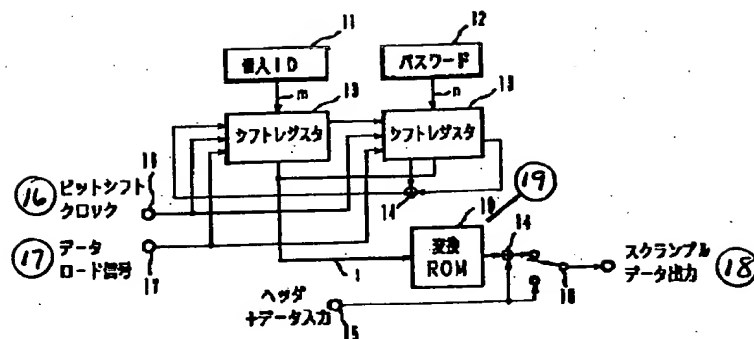 11
個人ID
12
パスワード
m
13
n
13
シフトレジスタ
シフトレジスタ
16
ビットシフト
クロック
14
19
17
データ
ロード信号
17
変換
ROM
14
スクランブル
データ出力
18
ヘッダ
+データ入力
15